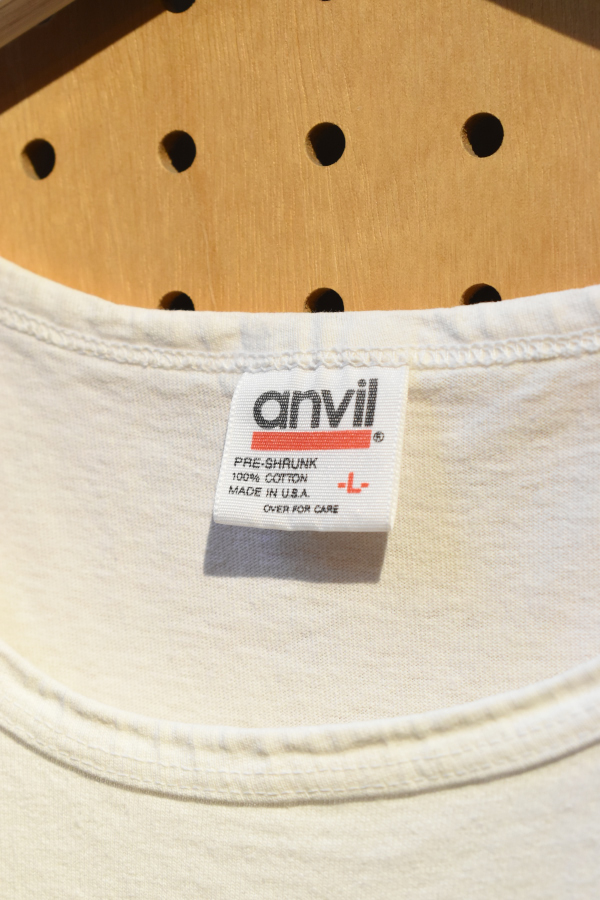 anvil®
PRE-SHRUNK
100% COTTON
MADE IN U.S.A.
-L-
OVER FOR CARE